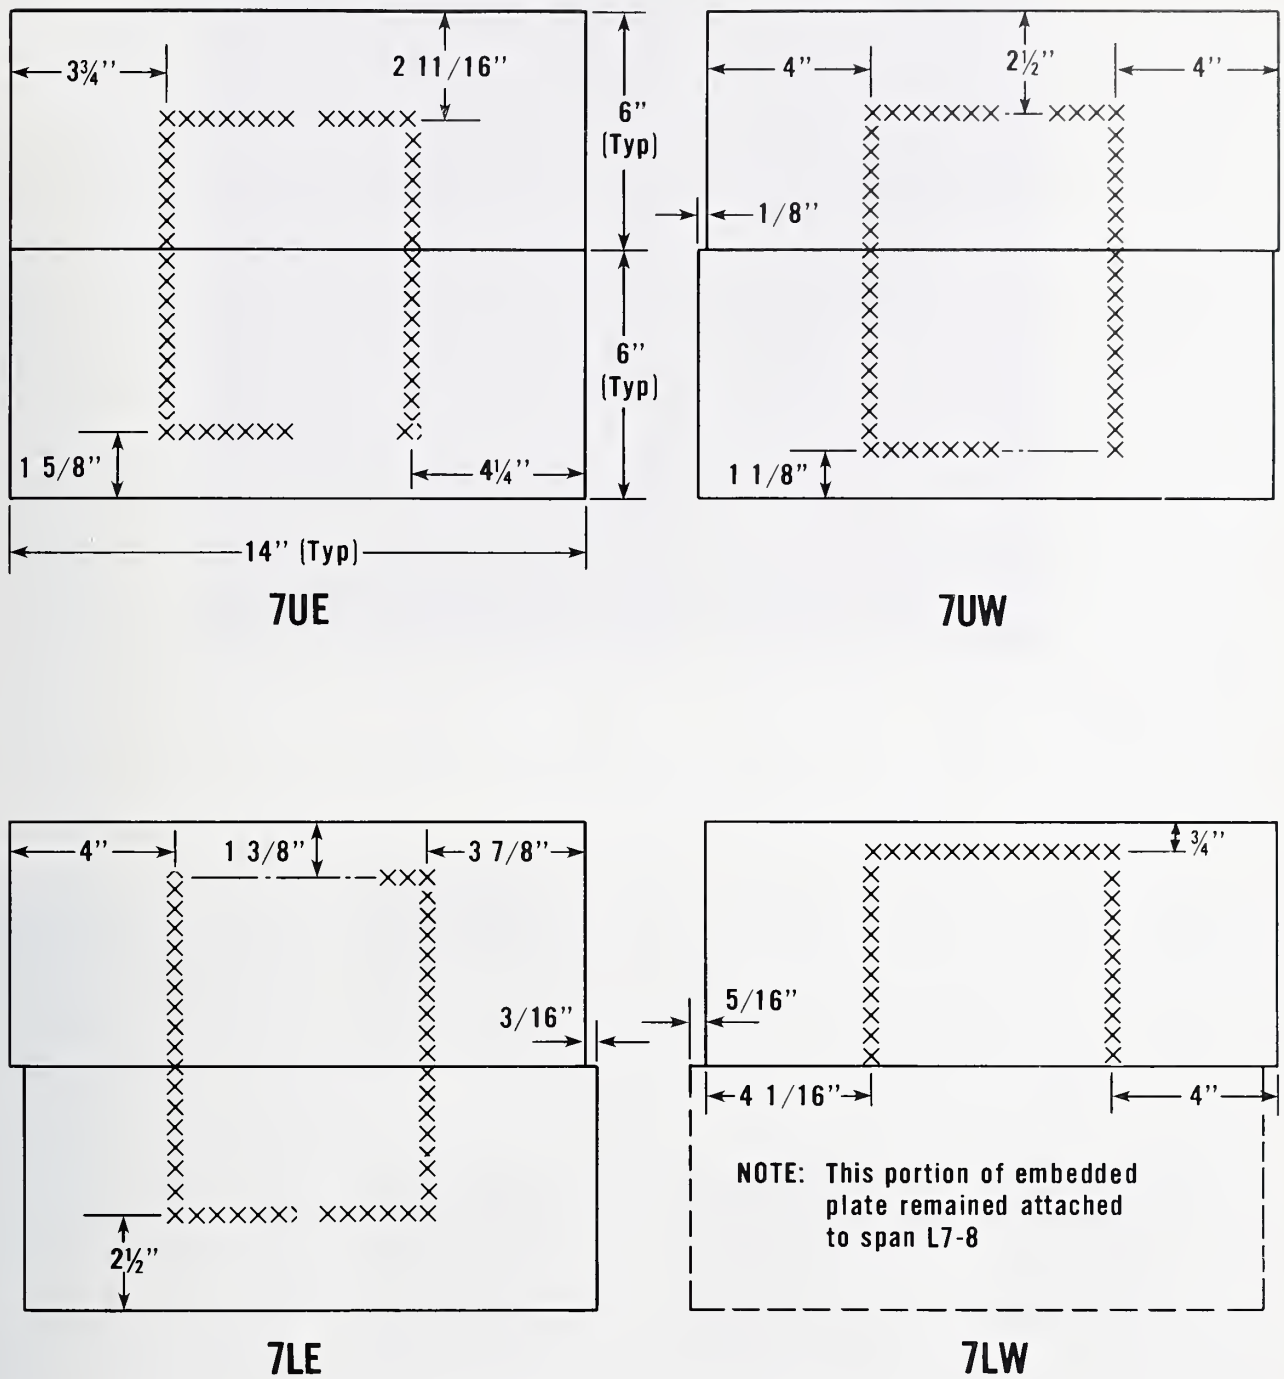 3¾’’
2 11/16’’
6’’
(Typ)
6’’
(Typ)
1 5/8’’
4¼’’
14’’ (Typ)
7UE
4’’
2½’’
4’’
1/8’’
1 1/8’’
7UW
4’’
1 3/8’’
3 7/8’’
3/16’’
2½’’
7LE
¾’’
5/16’’
4 1/16’’
4’’
NOTE: This portion of embedded
plate remained attached
to span L7-8
7LW